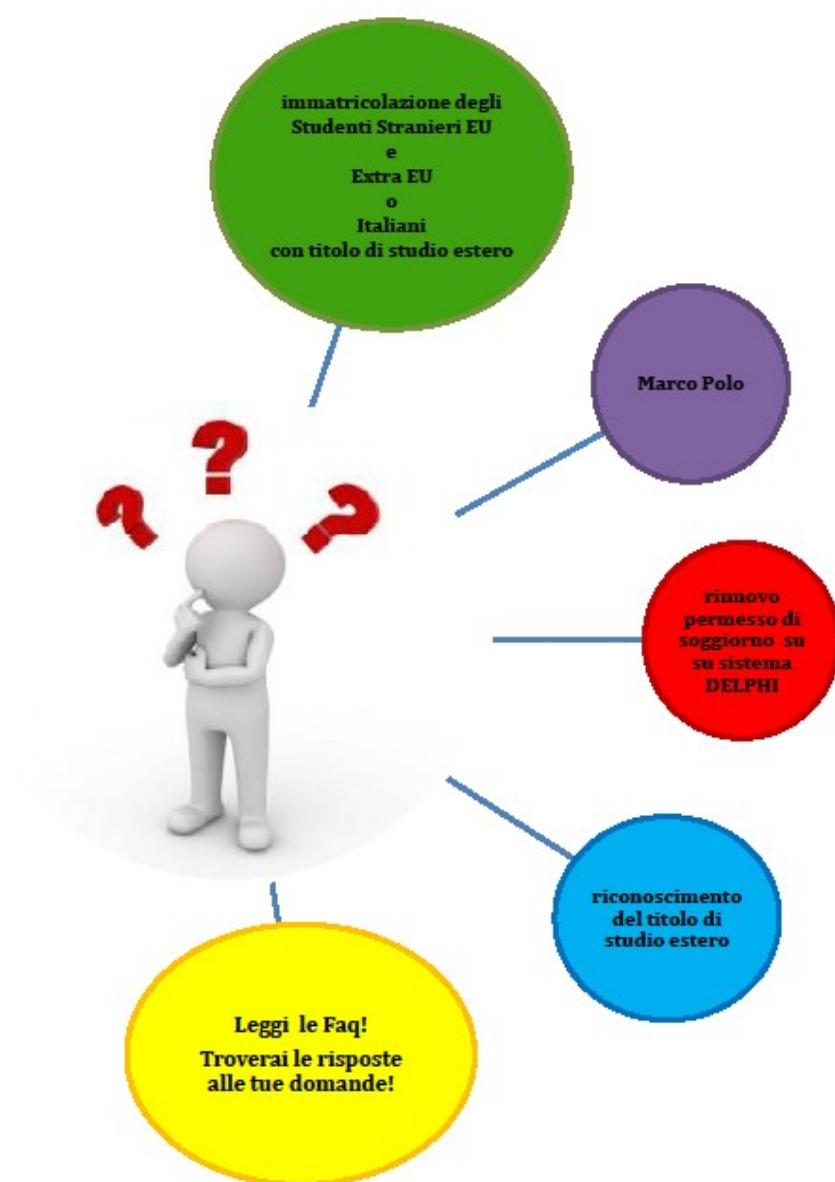 immatricolazione degli
Studenti Stranieri EU
e
Extra EU
o
Italiani
con titolo di studio estero
Marco Polo
rinnovo
permesso di
soggiorno su
su sistema
DELPHI
riconoscimento
del titolo di
studio estero
Leggi le Faq!
Troverai le risposte
alle tue domande!